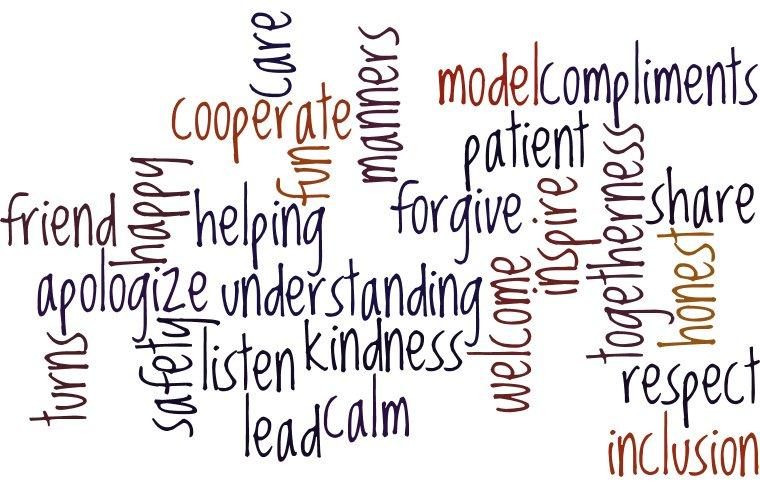 care
manners
model
compliments
cooperate
patient
fun
happy
friend
helping
forgive
inspire
togetherness
share
honest
apologize
understanding
welcome
turns
safety
listen
kindness
respect
lead
calm
inclusion